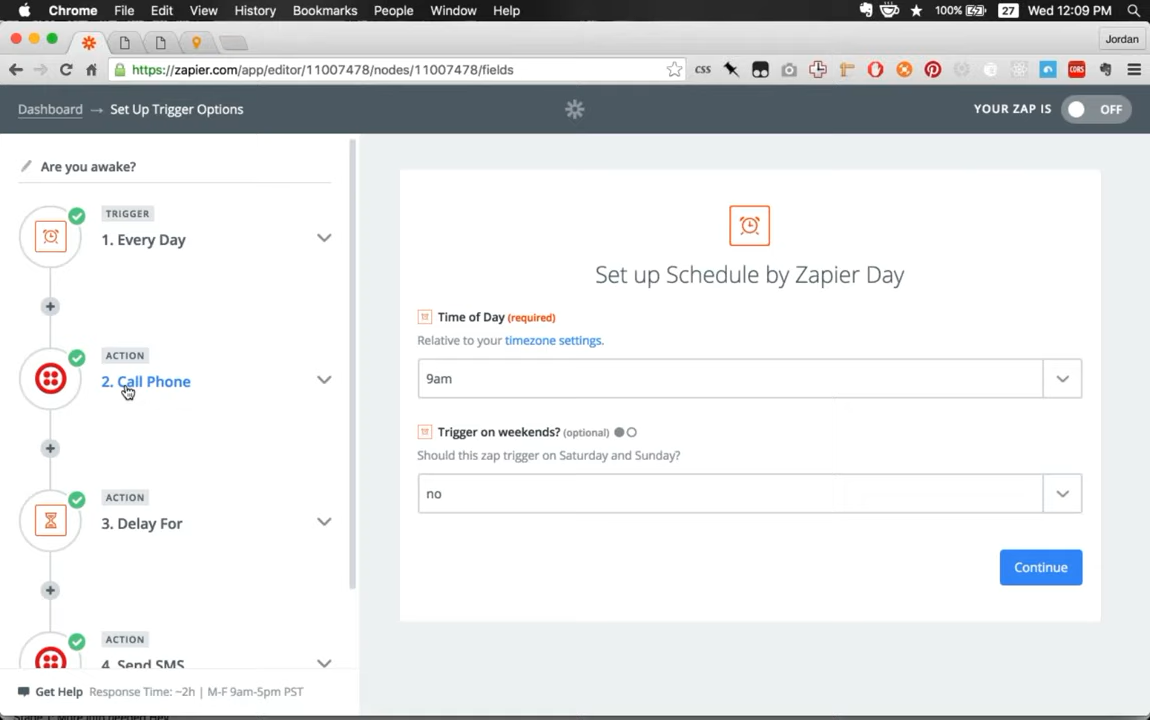 Chrome File Edit View History Bookmarks People Window Help 100% 27 Wed 12:09 PM
Jordan
https://zapier.com/app/editor/11007478/nodes/11007478/fields CSS CORS
Dashboard → Set Up Trigger Options YOUR ZAP IS OFF
Are you awake?
TRIGGER
1. Every Day
ACTION
2. Call Phone
ACTION
3. Delay For
ACTION
4. Send SMS
Get Help Response Time: ~2h | M-F 9am-5pm PST
Set up Schedule by Zapier Day
Time of Day (required)
Relative to your timezone settings.
9am
Trigger on weekends? (optional)
Should this zap trigger on Saturday and Sunday?
no
Continue